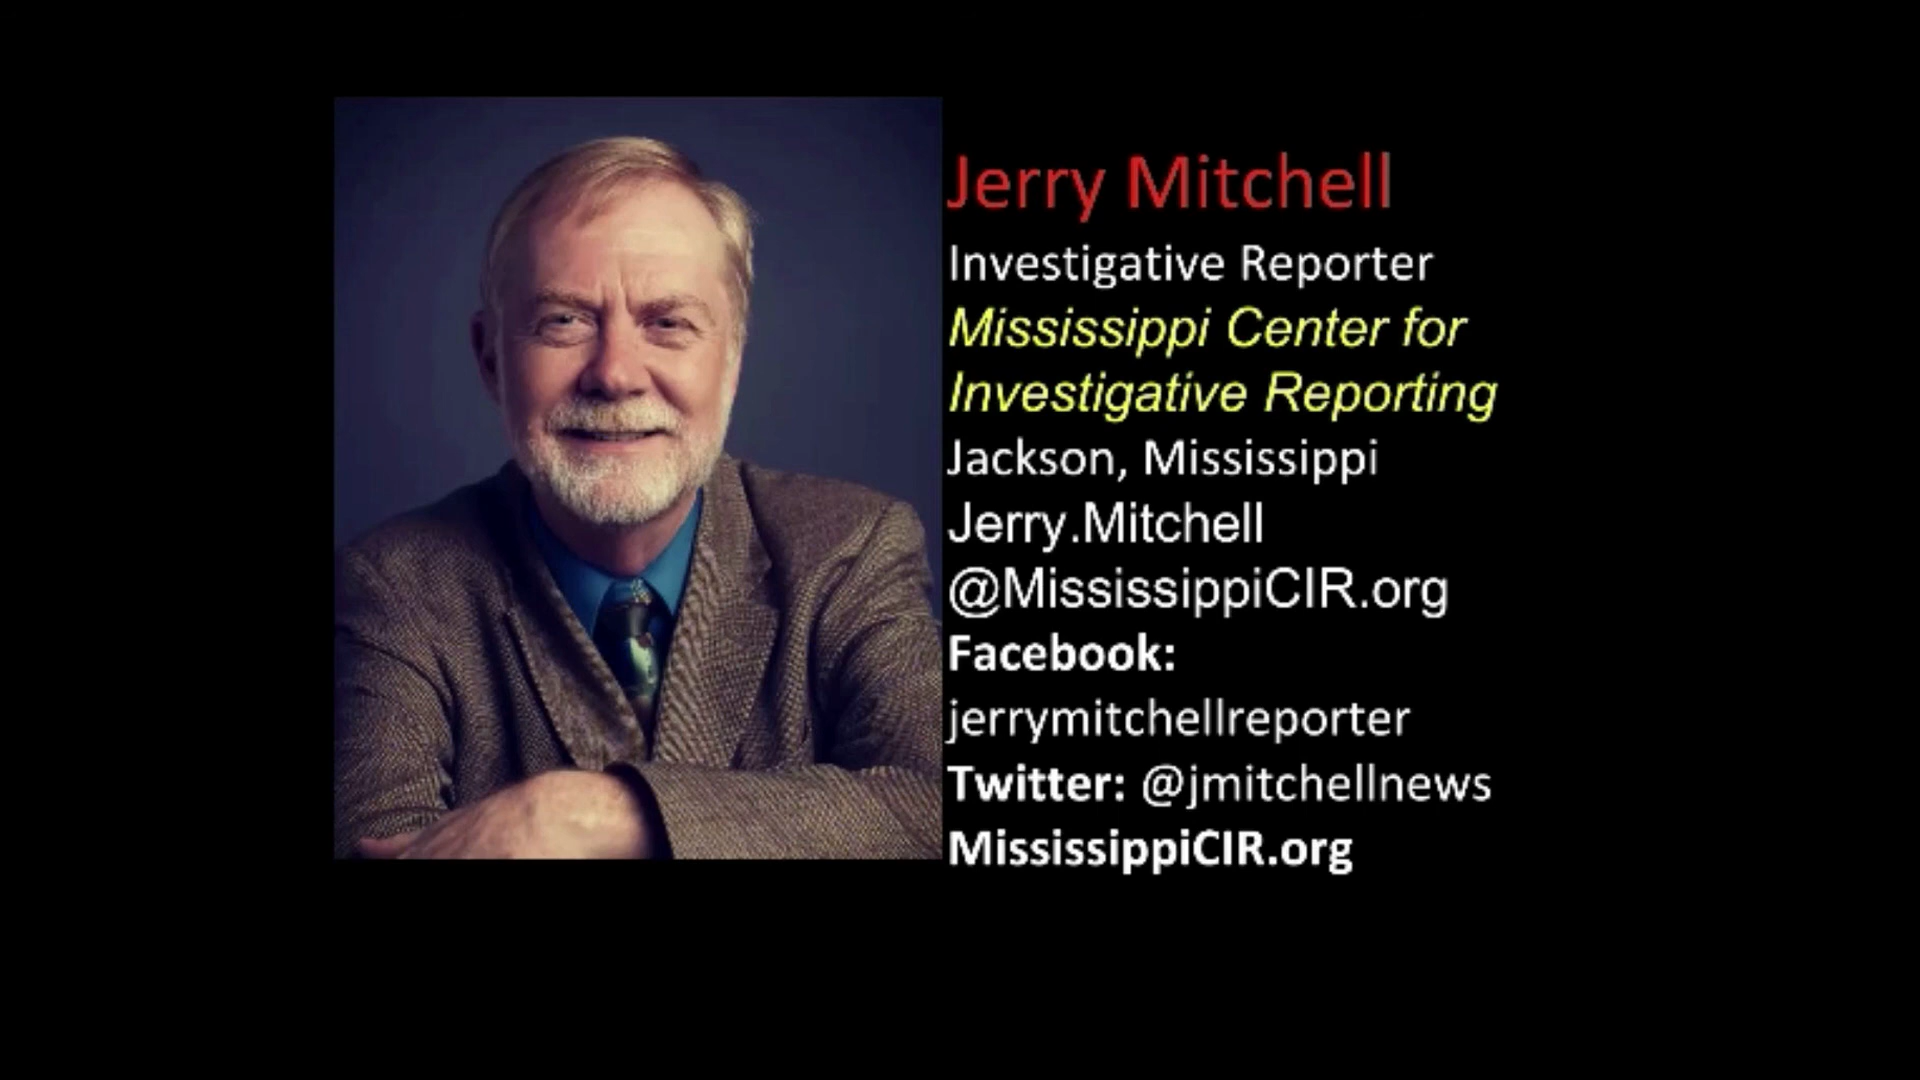 Jerry Mitchell
Investigative Reporter
Mississippi Center for
Investigative Reporting
Jackson, Mississippi
Jerry.Mitchell
@MississippiCIR.org
Facebook:
jerrymitchellreporter
Twitter: @jmitchellnews
MississippiCIR.org